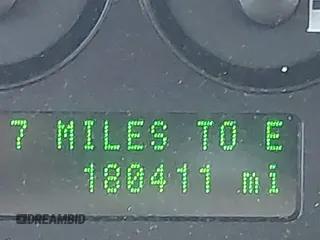 7 MILES TO E
180411 mi
DREAMBID